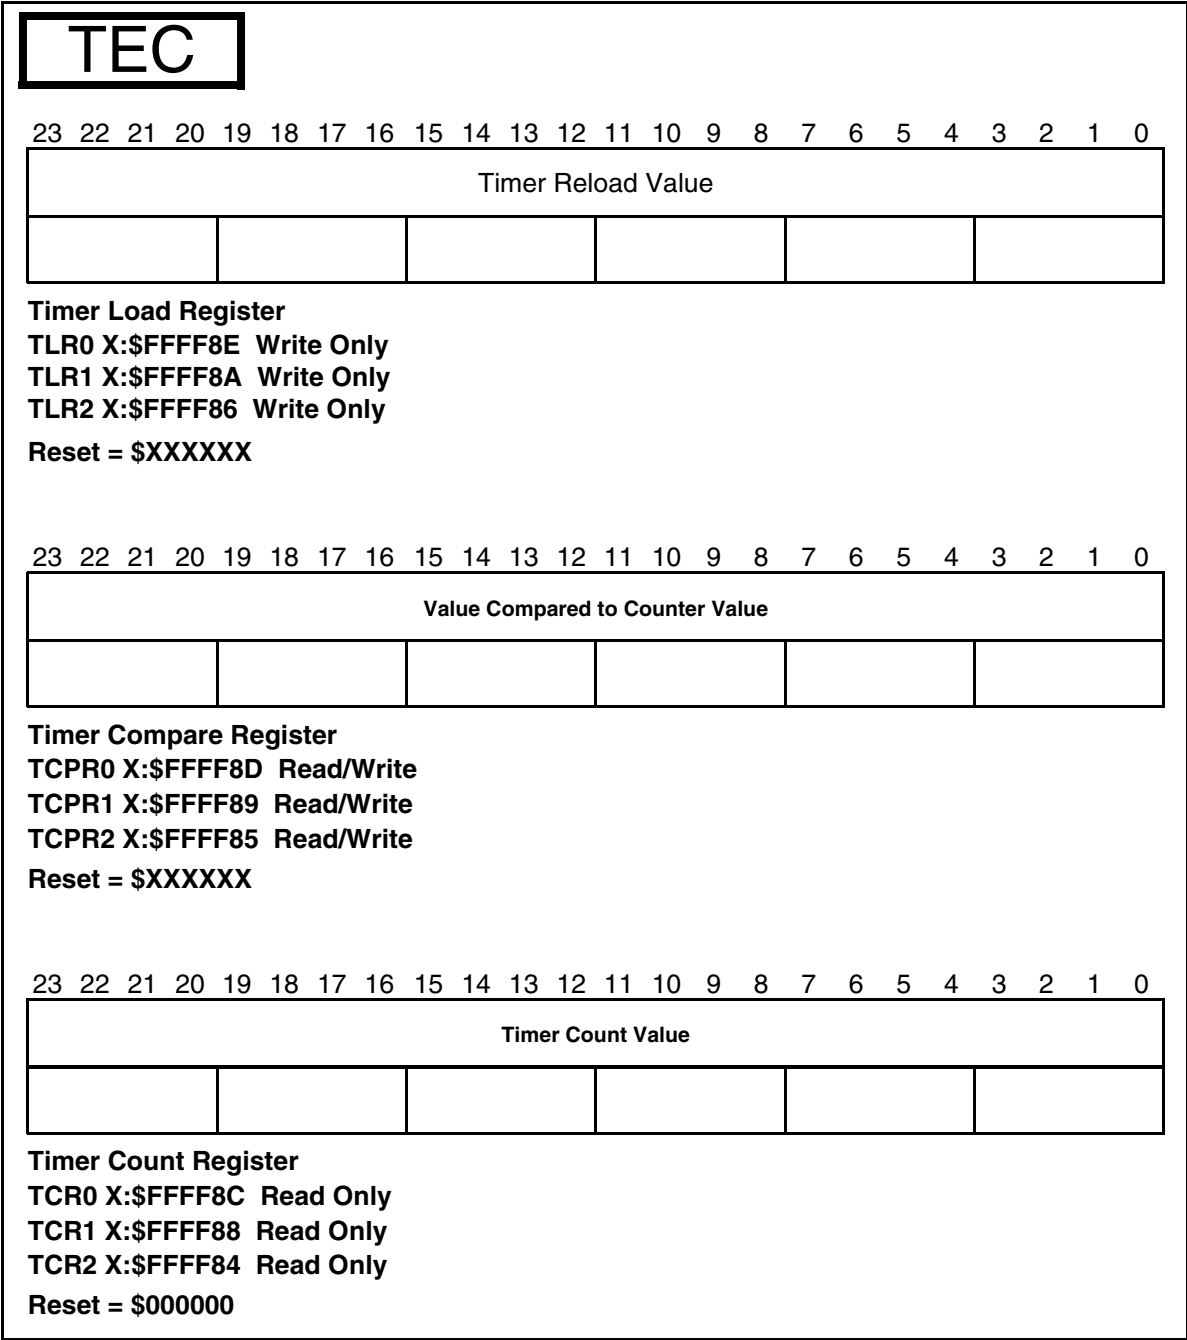 TEC
23 22 21 20 19 18 17 16 15 14 13 12 11 10 9 8 7 6 5 4 3 2 1 0
Timer Reload Value
Timer Load Register
TLR0 X:$FFFF8E Write Only
TLR1 X:$FFFF8A Write Only
TLR2 X:$FFFF86 Write Only
Reset = $XXXXXX
23 22 21 20 19 18 17 16 15 14 13 12 11 10 9 8 7 6 5 4 3 2 1 0
Value Compared to Counter Value
Timer Compare Register
TCPR0 X:$FFFF8D Read/Write
TCPR1 X:$FFFF89 Read/Write
TCPR2 X:$FFFF85 Read/Write
Reset = $XXXXXX
23 22 21 20 19 18 17 16 15 14 13 12 11 10 9 8 7 6 5 4 3 2 1 0
Timer Count Value
Timer Count Register
TCR0 X:$FFFF8C Read Only
TCR1 X:$FFFF88 Read Only
TCR2 X:$FFFF84 Read Only
Reset = $000000